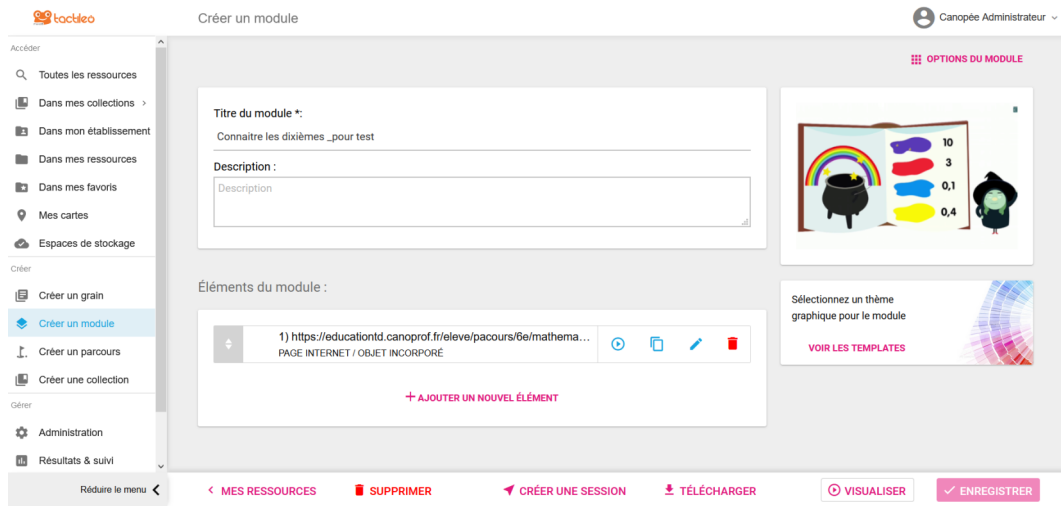 tactileo
Créer un module
Canopée Administrateur
Accéder
Toutes les ressources
Dans mes collections >
Dans mon établissement
Dans mes ressources
Dans mes favoris
Mes cartes
Espaces de stockage
Créer
Créer un grain
Créer un module
Créer un parcours
Créer une collection
Gérer
Administration
Résultats & suivi
Réduire le menu
OPTIONS DU MODULE
Titre du module *:
Connaitre les dixièmes _pour test
Description :
Description
10
3
0,1
0,4
Éléments du module :
1) https://educationtd.canoprof.fr/eleve/pacours/6e/mathema...
PAGE INTERNET / OBJET INCORPORÉ
+ AJOUTER UN NOUVEL ÉLÉMENT
Sélectionnez un thème
graphique pour le module
VOIR LES TEMPLATES
< MES RESSOURCES
SUPPRIMER
CRÉER UNE SESSION
TÉLÉCHARGER
VISUALISER
ENREGISTRER